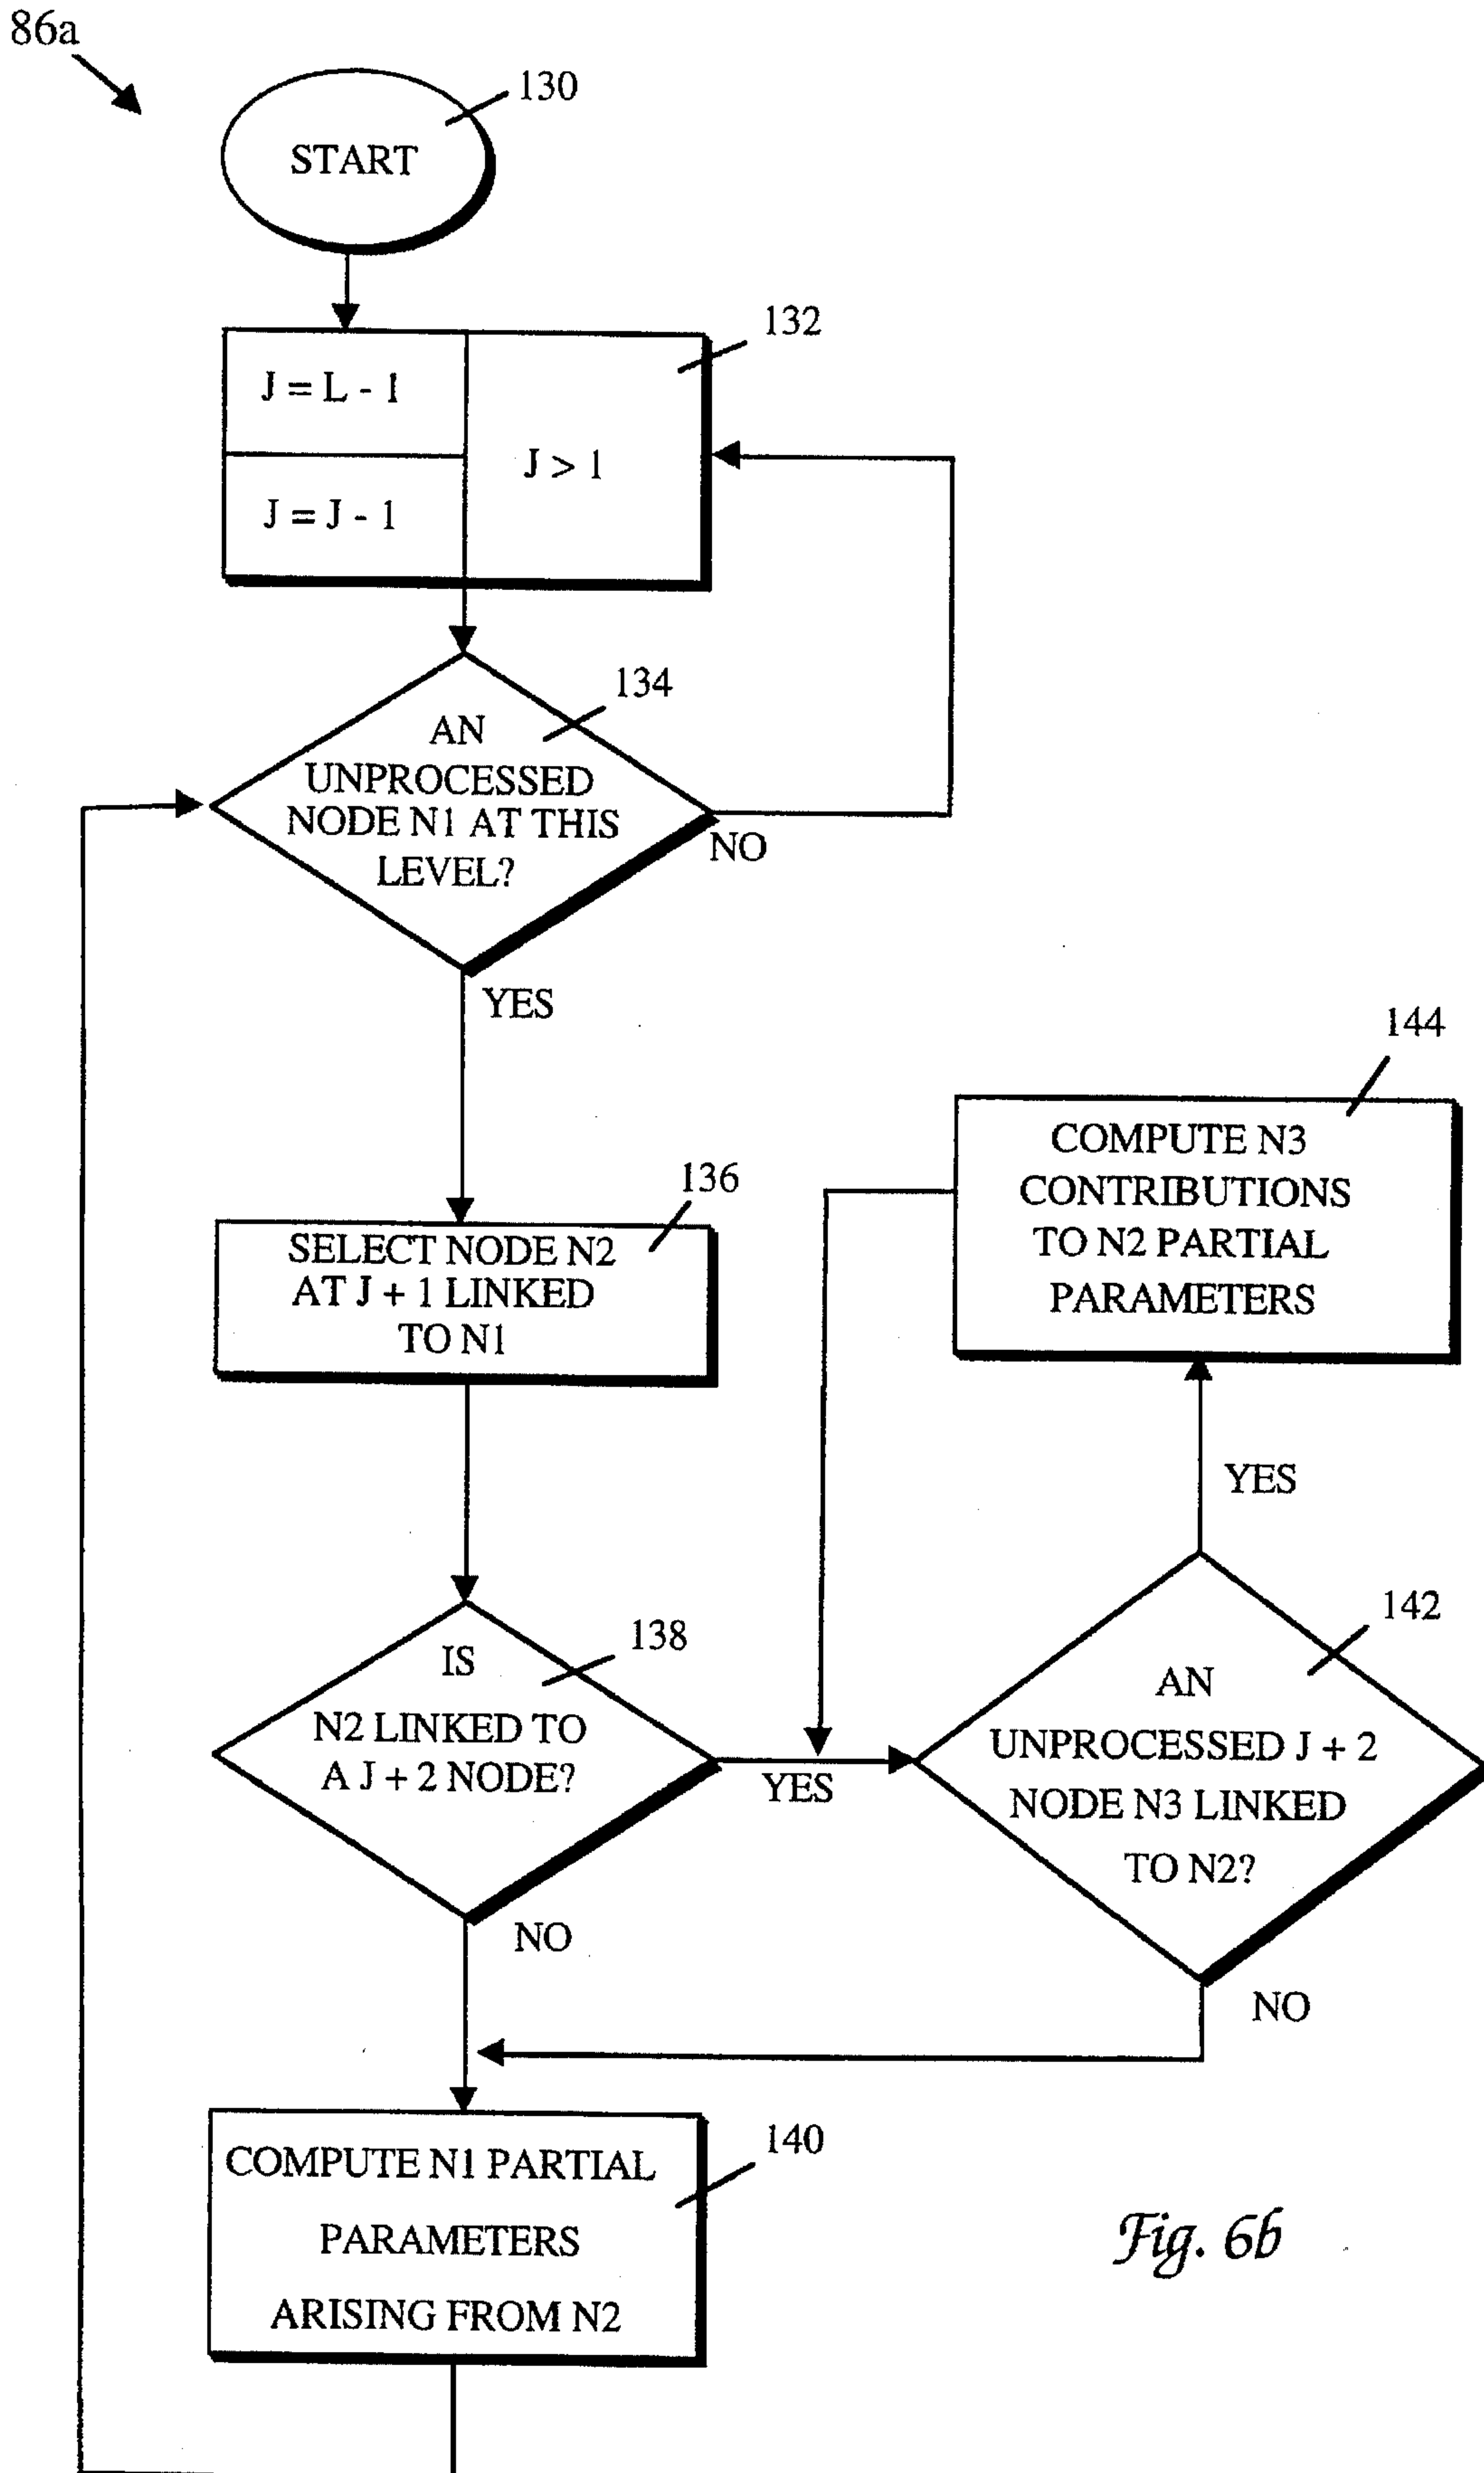 86a
130
START
132
J = L - 1
J > 1
J = J - 1
134
AN
UNPROCESSED
NODE N1 AT THIS
LEVEL?
NO
YES
144
COMPUTE N3
CONTRIBUTIONS
TO N2 PARTIAL
PARAMETERS
136
SELECT NODE N2
AT J + 1 LINKED
TO N1
YES
138
IS
N2 LINKED TO
A J + 2 NODE?
YES
NO
142
AN
UNPROCESSED J + 2
NODE N3 LINKED
TO N2?
NO
140
COMPUTE N1 PARTIAL
PARAMETERS
ARISING FROM N2
Fig. 6b